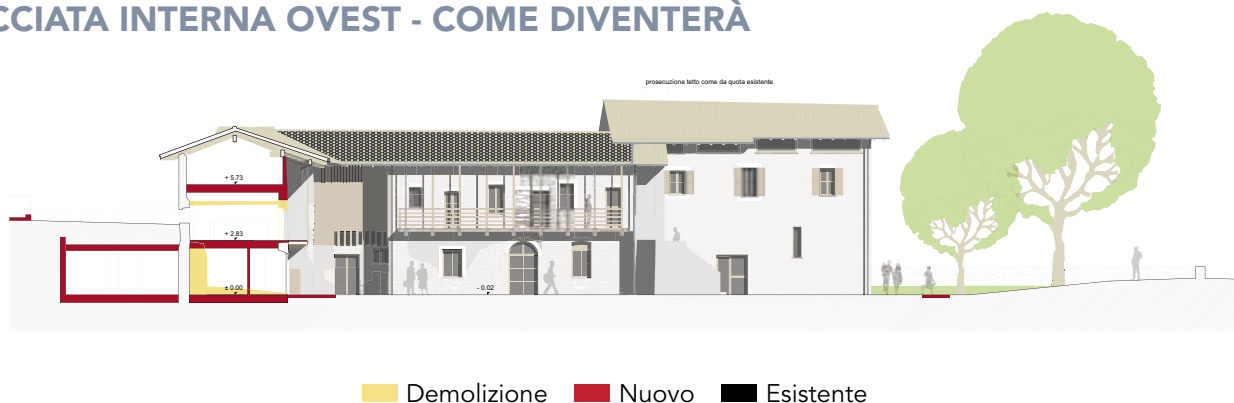 CCIATA INTERNA OVEST - COME DIVENTERÀ
prosecuzione tetto come da quota esistente
+ 5.73
+ 2.83
± 0.00
- 0.02
Demolizione Nuovo Esistente